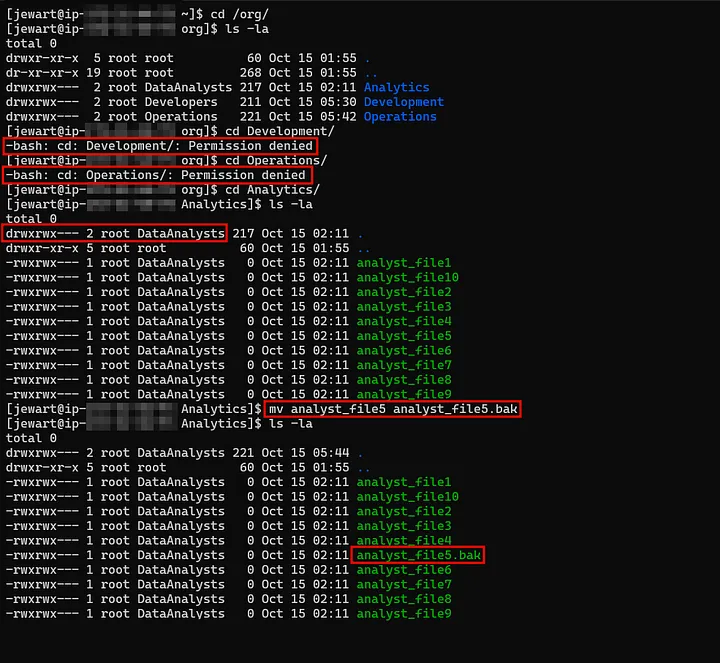 [jewart@ip- ~]$ cd /org/
[jewart@ip- org]$ ls -la
total 0
drwxr-xr-x  5 root root          60 Oct 15 01:55 .
dr-xr-xr-x 19 root root         268 Oct 15 01:55 ..
drwxrwx---  2 root DataAnalysts 217 Oct 15 02:11 Analytics
drwxrwx---  2 root Developers   211 Oct 15 05:30 Development
drwxrwx---  2 root Operations   221 Oct 15 05:42 Operations
[jewart@ip- org]$ cd Development/
-bash: cd: Development/: Permission denied
[jewart@ip- org]$ cd Operations/
-bash: cd: Operations/: Permission denied
[jewart@ip- org]$ cd Analytics/
[jewart@ip- Analytics]$ ls -la
total 0
drwxrwx--- 2 root DataAnalysts 217 Oct 15 02:11 .
drwxr-xr-x 5 root root          60 Oct 15 01:55 ..
-rwxrwx--- 1 root DataAnalysts   0 Oct 15 02:11 analyst_file1
-rwxrwx--- 1 root DataAnalysts   0 Oct 15 02:11 analyst_file10
-rwxrwx--- 1 root DataAnalysts   0 Oct 15 02:11 analyst_file2
-rwxrwx--- 1 root DataAnalysts   0 Oct 15 02:11 analyst_file3
-rwxrwx--- 1 root DataAnalysts   0 Oct 15 02:11 analyst_file4
-rwxrwx--- 1 root DataAnalysts   0 Oct 15 02:11 analyst_file5
-rwxrwx--- 1 root DataAnalysts   0 Oct 15 02:11 analyst_file6
-rwxrwx--- 1 root DataAnalysts   0 Oct 15 02:11 analyst_file7
-rwxrwx--- 1 root DataAnalysts   0 Oct 15 02:11 analyst_file8
-rwxrwx--- 1 root DataAnalysts   0 Oct 15 02:11 analyst_file9
[jewart@ip- Analytics]$ mv analyst_file5 analyst_file5.bak
[jewart@ip- Analytics]$ ls -la
total 0
drwxrwx--- 2 root DataAnalysts 221 Oct 15 05:44 .
drwxr-xr-x 5 root root          60 Oct 15 01:55 ..
-rwxrwx--- 1 root DataAnalysts   0 Oct 15 02:11 analyst_file1
-rwxrwx--- 1 root DataAnalysts   0 Oct 15 02:11 analyst_file10
-rwxrwx--- 1 root DataAnalysts   0 Oct 15 02:11 analyst_file2
-rwxrwx--- 1 root DataAnalysts   0 Oct 15 02:11 analyst_file3
-rwxrwx--- 1 root DataAnalysts   0 Oct 15 02:11 analyst_file4
-rwxrwx--- 1 root DataAnalysts   0 Oct 15 02:11 analyst_file5.bak
-rwxrwx--- 1 root DataAnalysts   0 Oct 15 02:11 analyst_file6
-rwxrwx--- 1 root DataAnalysts   0 Oct 15 02:11 analyst_file7
-rwxrwx--- 1 root DataAnalysts   0 Oct 15 02:11 analyst_file8
-rwxrwx--- 1 root DataAnalysts   0 Oct 15 02:11 analyst_file9